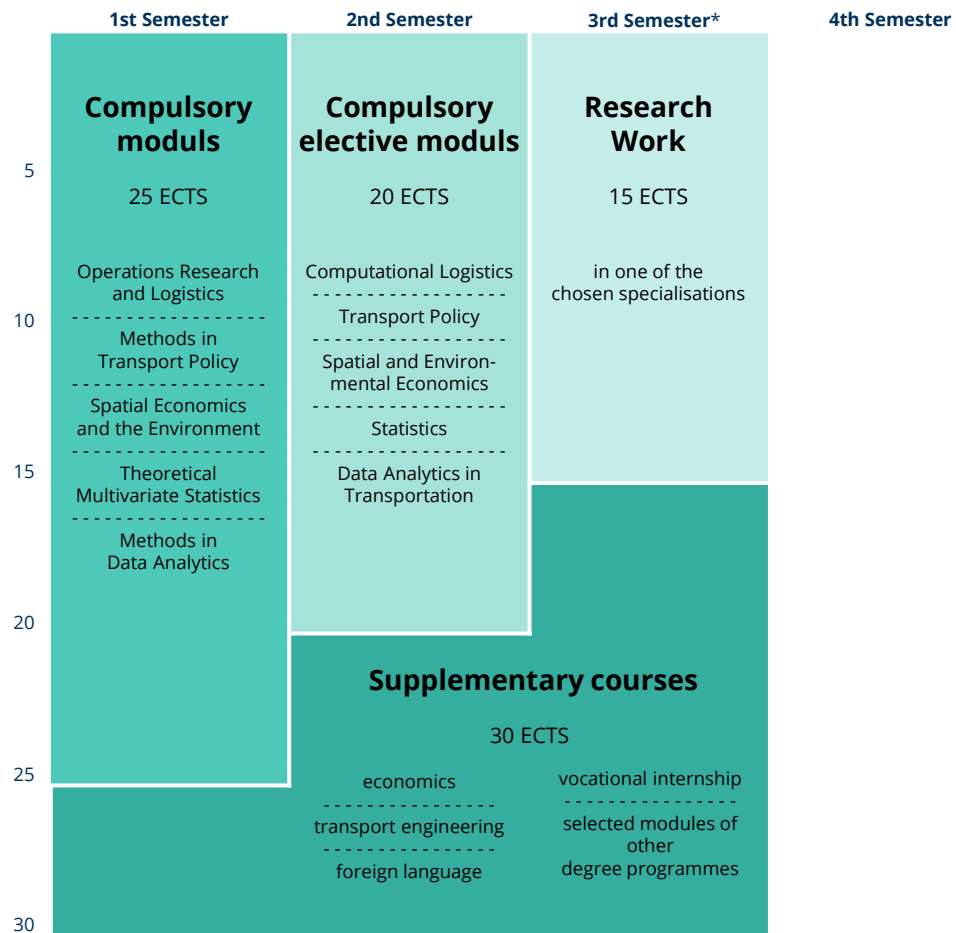 1st Semester
2nd Semester
3rd Semester*
4th Semester
5
10
15
20
25
30
Compulsory
moduls
25 ECTS
Operations Research
and Logistics
Methods in
Transport Policy
Spatial Economics
and the Environment
Theoretical
Multivariate Statistics
Methods in
Data Analytics
Compulsory
elective moduls
20 ECTS
Computational Logistics
Transport Policy
Spatial and Environ-
mental Economics
Statistics
Data Analytics in
Transportation
Research
Work
15 ECTS
in one of the
chosen specialisations
Supplementary courses
30 ECTS
economics
transport engineering
foreign language
vocational internship
selected modules of
other
degree programmes